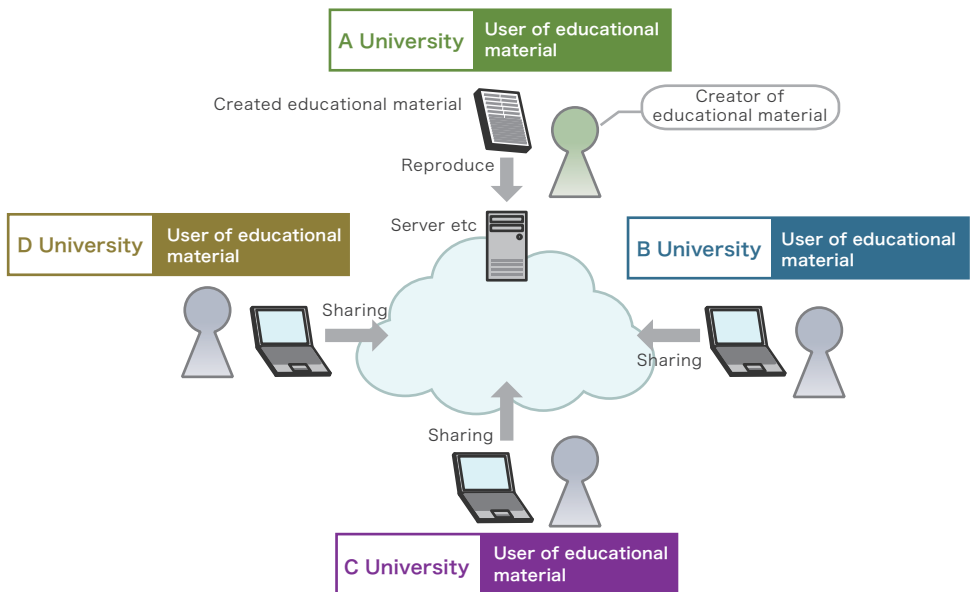 A University
User of educational
material
Created educational material
Creator of
educational material
Reproduce
Server etc
D University
User of educational
material
B University
User of educational
material
Sharing
Sharing
Sharing
C University
User of educational
material